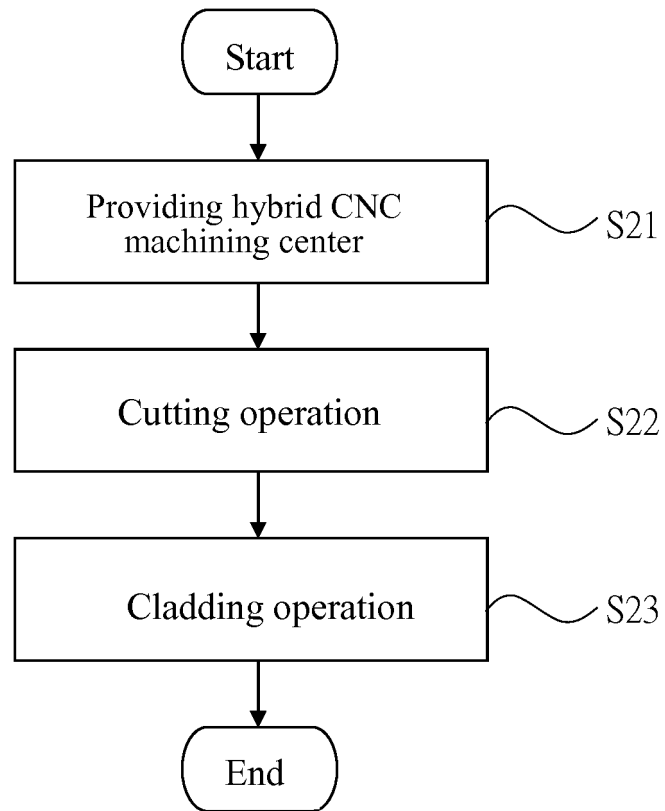 Start
Providing hybrid CNC
machining center
S21
Cutting operation
S22
Cladding operation
S23
End